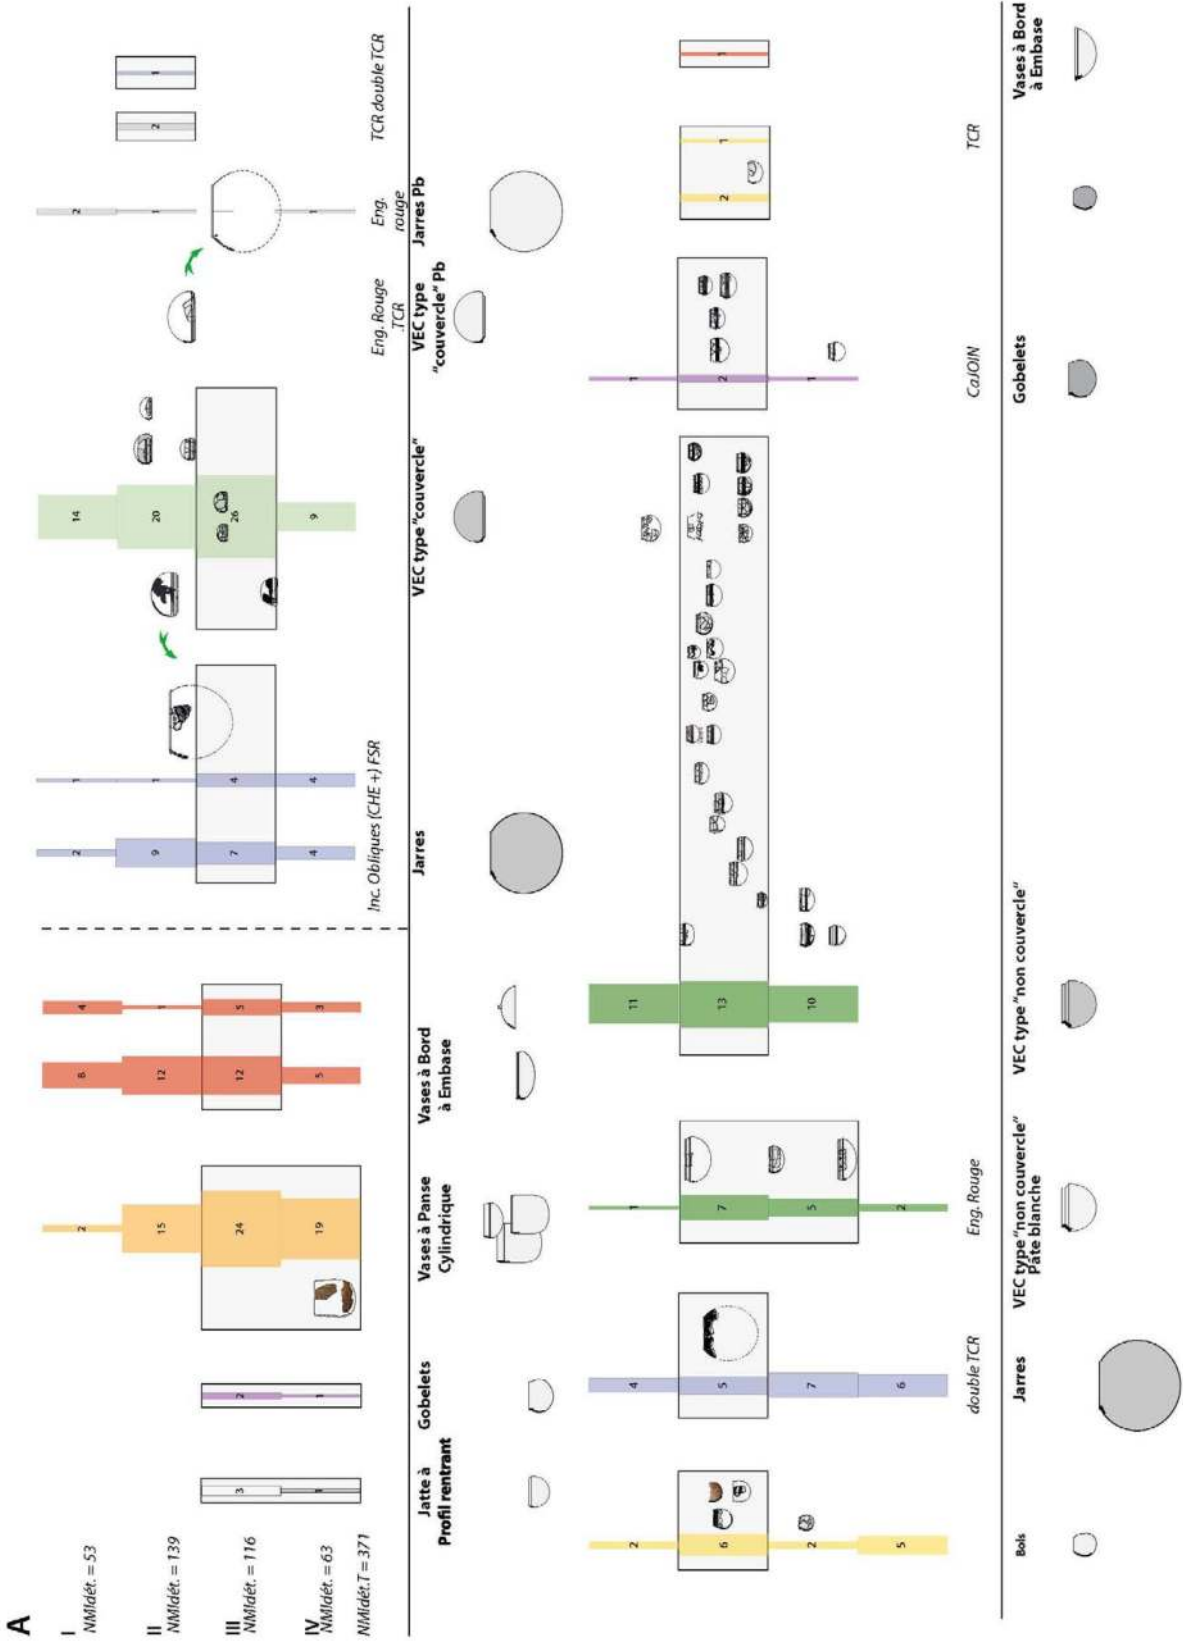 A
I
NMIdét. = 53
2 8 4 2 1 14 2
II
NMIdét. = 139
15 12 1 9 1 20 1 2 1
III
NMIdét. = 116
3 2 24 12 5 7 4 26
IV
NMIdét. = 63
1 1 19 5 3 4 4 9 1
NMIdét.T = 371
Inc. Obliques (CHE +) FSR
Eng. Rouge
.TCR
Eng.
rouge
TCR double TCR
Jatte à
Profil rentrant
Gobelets
Vases à Panse
Cylindrique
Vases à Bord
à Embase
Jarres
VEC type "couvercle"
VEC type
"couvercle" Pb
Jarres Pb
2 4 1 11 1
6 5 7 13 2 2 1 1
2 7 5 10 1
5 6 2
double TCR
Eng. Rouge
CaJOIN
TCR
Bols
Jarres
VEC type "non couvercle"
Pâte blanche
VEC type "non couvercle"
Gobelets
Vases à Bord
à Embase